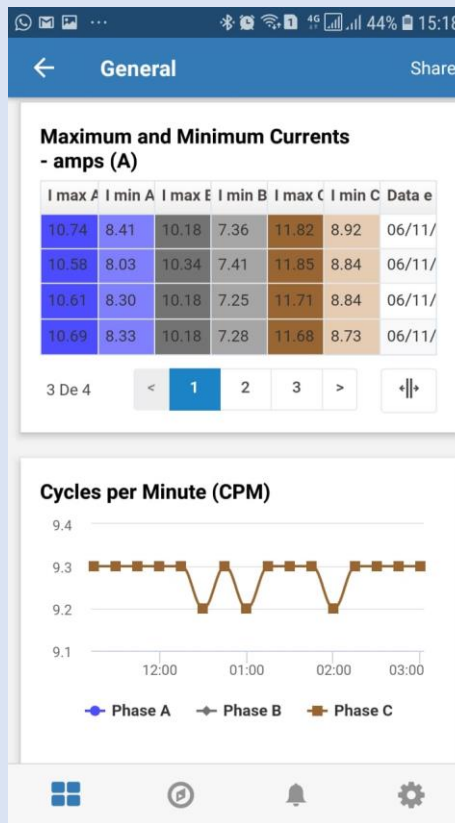 1 4G 44% 15:18
General Share
Maximum and Minimum Currents
- amps (A)
I max A I min A I max B I min B I max C I min C Data e
10.74 8.41 10.18 7.36 11.82 8.92 06/11/
10.58 8.03 10.34 7.41 11.85 8.84 06/11/
10.61 8.30 10.18 7.25 11.71 8.84 06/11/
10.69 8.33 10.18 7.28 11.68 8.73 06/11/
3 De 4 < 1 2 3 >
Cycles per Minute (CPM)
9.4
9.3
9.2
9.1
12:00 01:00 02:00 03:00
Phase A Phase B Phase C